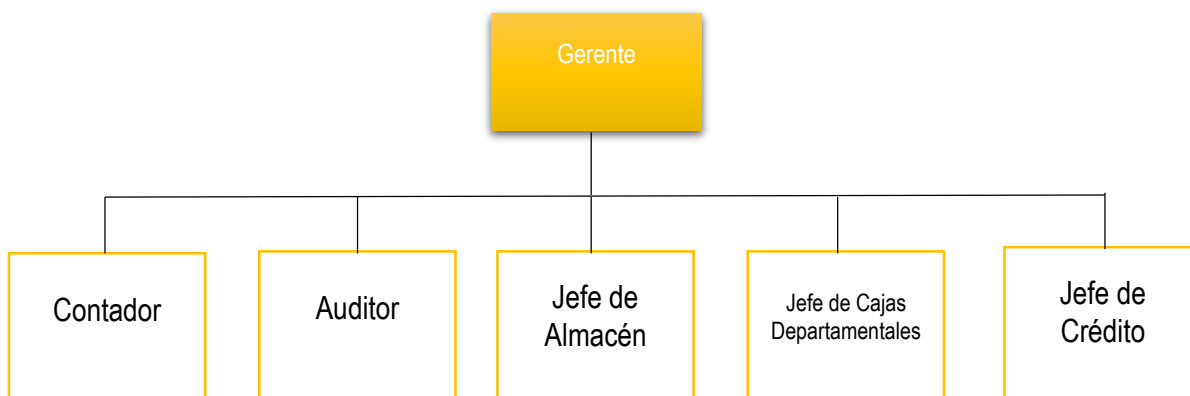 Gerente
Contador
Auditor
Jefe de
Almacén
Jefe de Cajas
Departamentales
Jefe de
Crédito